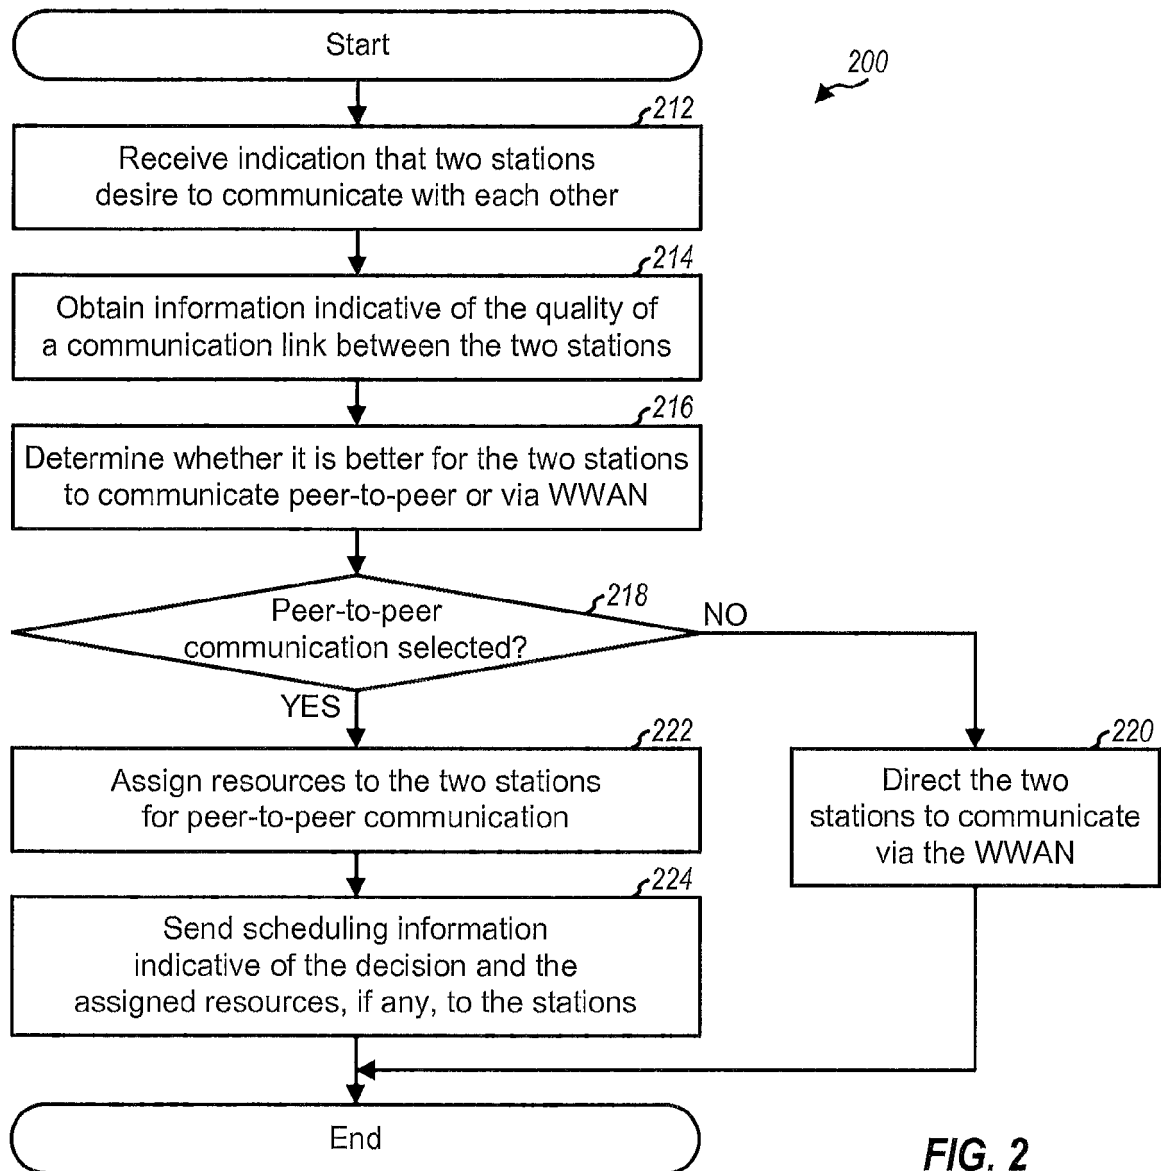 Start
200
212
Receive indication that two stations
desire to communicate with each other
214
Obtain information indicative of the quality of
a communication link between the two stations
216
Determine whether it is better for the two stations
to communicate peer-to-peer or via WWAN
218
Peer-to-peer
communication selected?
NO
YES
222
Assign resources to the two stations
for peer-to-peer communication
220
Direct the two
stations to communicate
via the WWAN
224
Send scheduling information
indicative of the decision and the
assigned resources, if any, to the stations
End
FIG. 2